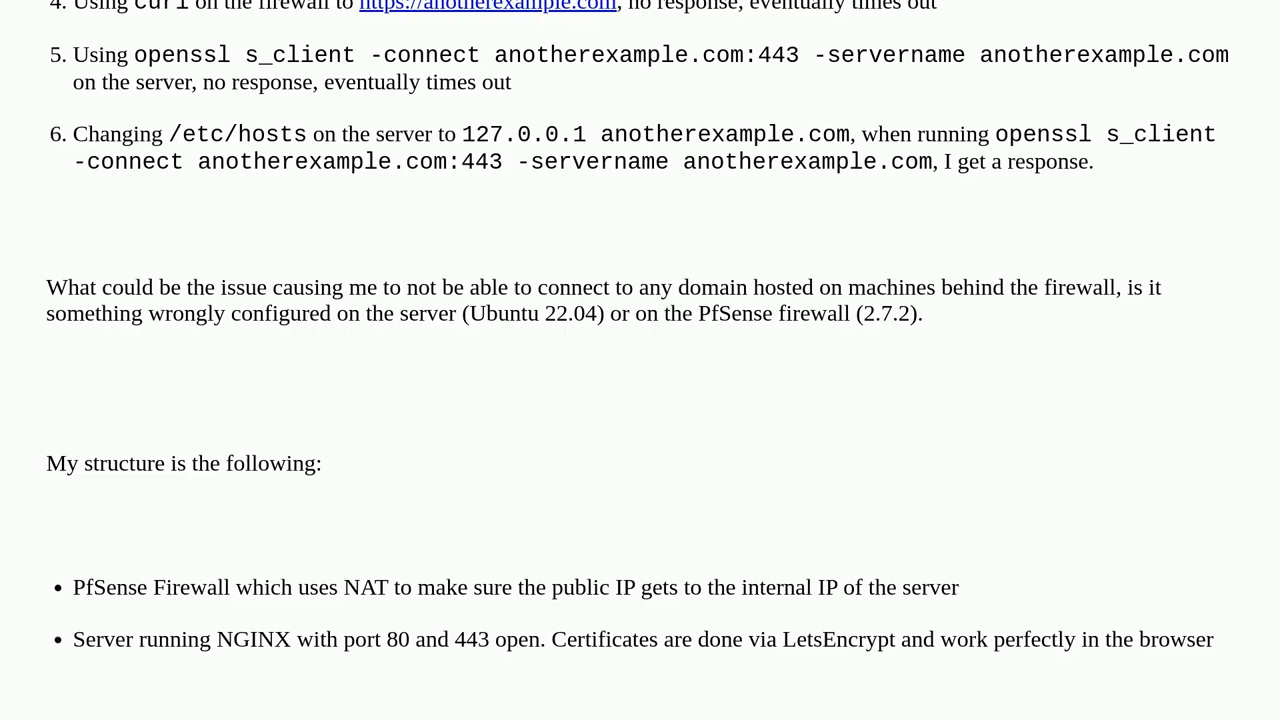 4. Using curl on the firewall to https://anotherexample.com, no response, eventually times out
5. Using openssl s_client -connect anotherexample.com:443 -servername anotherexample.com
on the server, no response, eventually times out
6. Changing /etc/hosts on the server to 127.0.0.1 anotherexample.com, when running openssl s_client
-connect anotherexample.com:443 -servername anotherexample.com, I get a response.
What could be the issue causing me to not be able to connect to any domain hosted on machines behind the firewall, is it
something wrongly configured on the server (Ubuntu 22.04) or on the PfSense firewall (2.7.2).
My structure is the following:
• PfSense Firewall which uses NAT to make sure the public IP gets to the internal IP of the server
• Server running NGINX with port 80 and 443 open. Certificates are done via LetsEncrypt and work perfectly in the browser